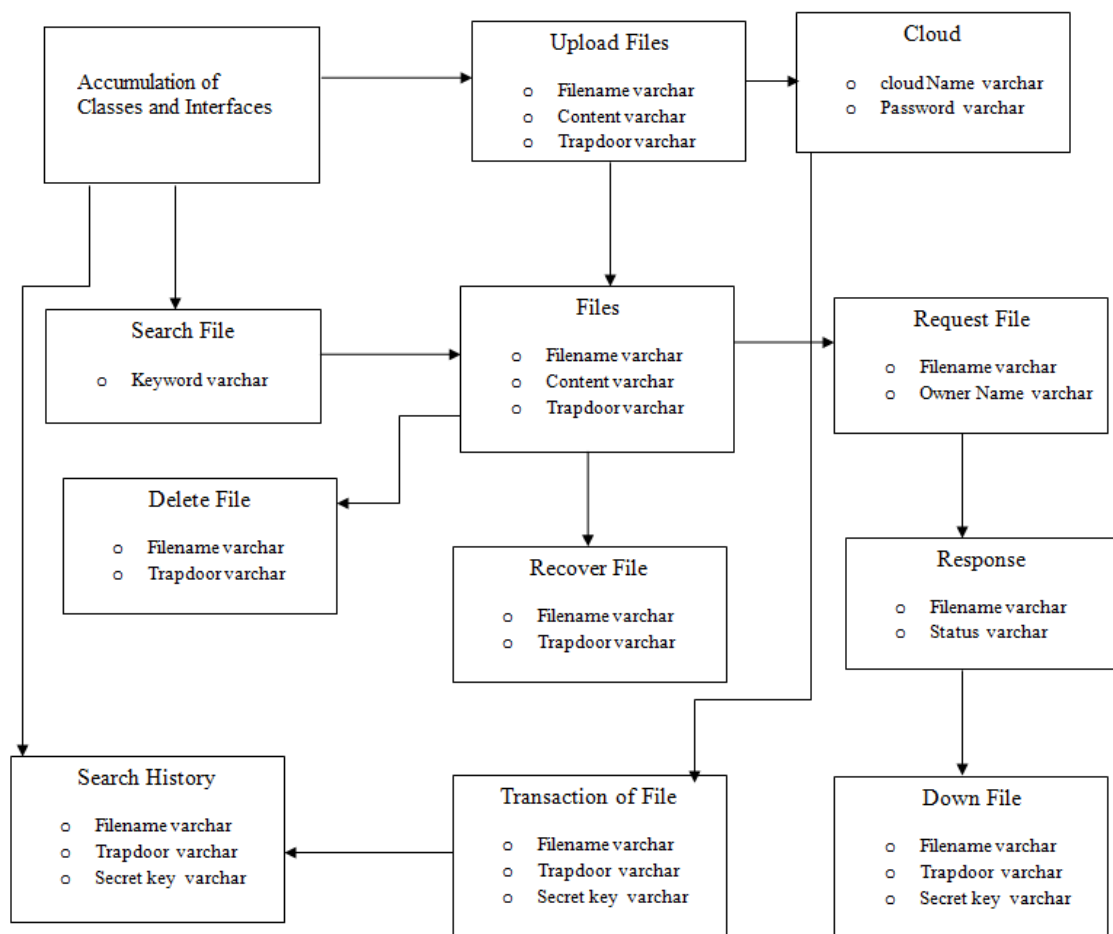 Accumulation of
Classes and Interfaces
Upload Files
o Filename varchar
o Content varchar
o Trapdoor varchar
Cloud
o cloudName varchar
o Password varchar
Search File
o Keyword varchar
Files
o Filename varchar
o Content varchar
o Trapdoor varchar
Request File
o Filename varchar
o Owner Name varchar
Delete File
o Filename varchar
o Trapdoor varchar
Recover File
o Filename varchar
o Trapdoor varchar
Response
o Filename varchar
o Status varchar
Search History
o Filename varchar
o Trapdoor varchar
o Secret key varchar
Transaction of File
o Filename varchar
o Trapdoor varchar
o Secret key varchar
Down File
o Filename varchar
o Trapdoor varchar
o Secret key varchar